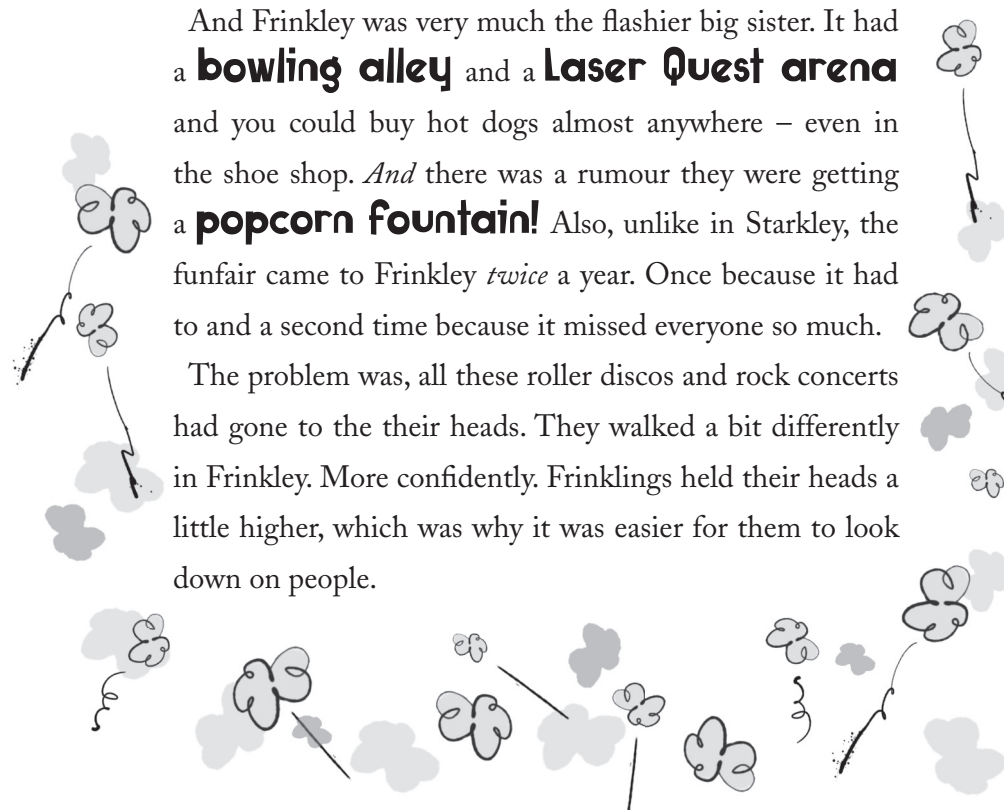 And Frinkley was very much the flashier big sister. It had
a bowling alley and a Laser Quest arena
and you could buy hot dogs almost anywhere – even in
the shoe shop. And there was a rumour they were getting
a popcorn fountain! Also, unlike in Starkley, the
funfair came to Frinkley twice a year. Once because it had
to and a second time because it missed everyone so much.
The problem was, all these roller discos and rock concerts
had gone to the their heads. They walked a bit differently
in Frinkley. More confidently. Frinklings held their heads a
little higher, which was why it was easier for them to look
down on people.